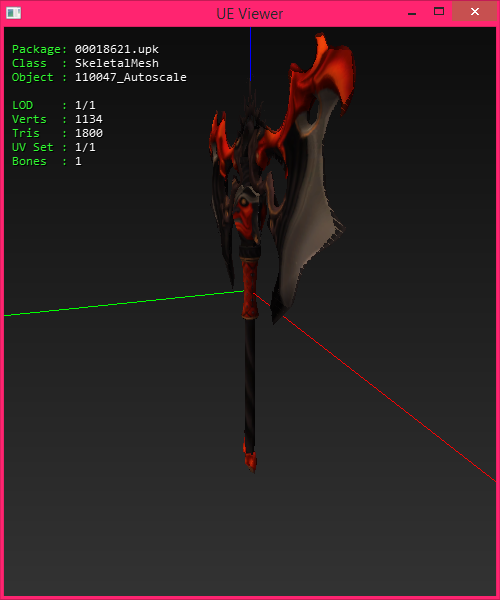 UE Viewer
Package: 00018621.upk
Class  : SkeletalMesh
Object : 110047_Autoscale
LOD    : 1/1
Verts  : 1134
Tris   : 1800
UV Set : 1/1
Bones  : 1